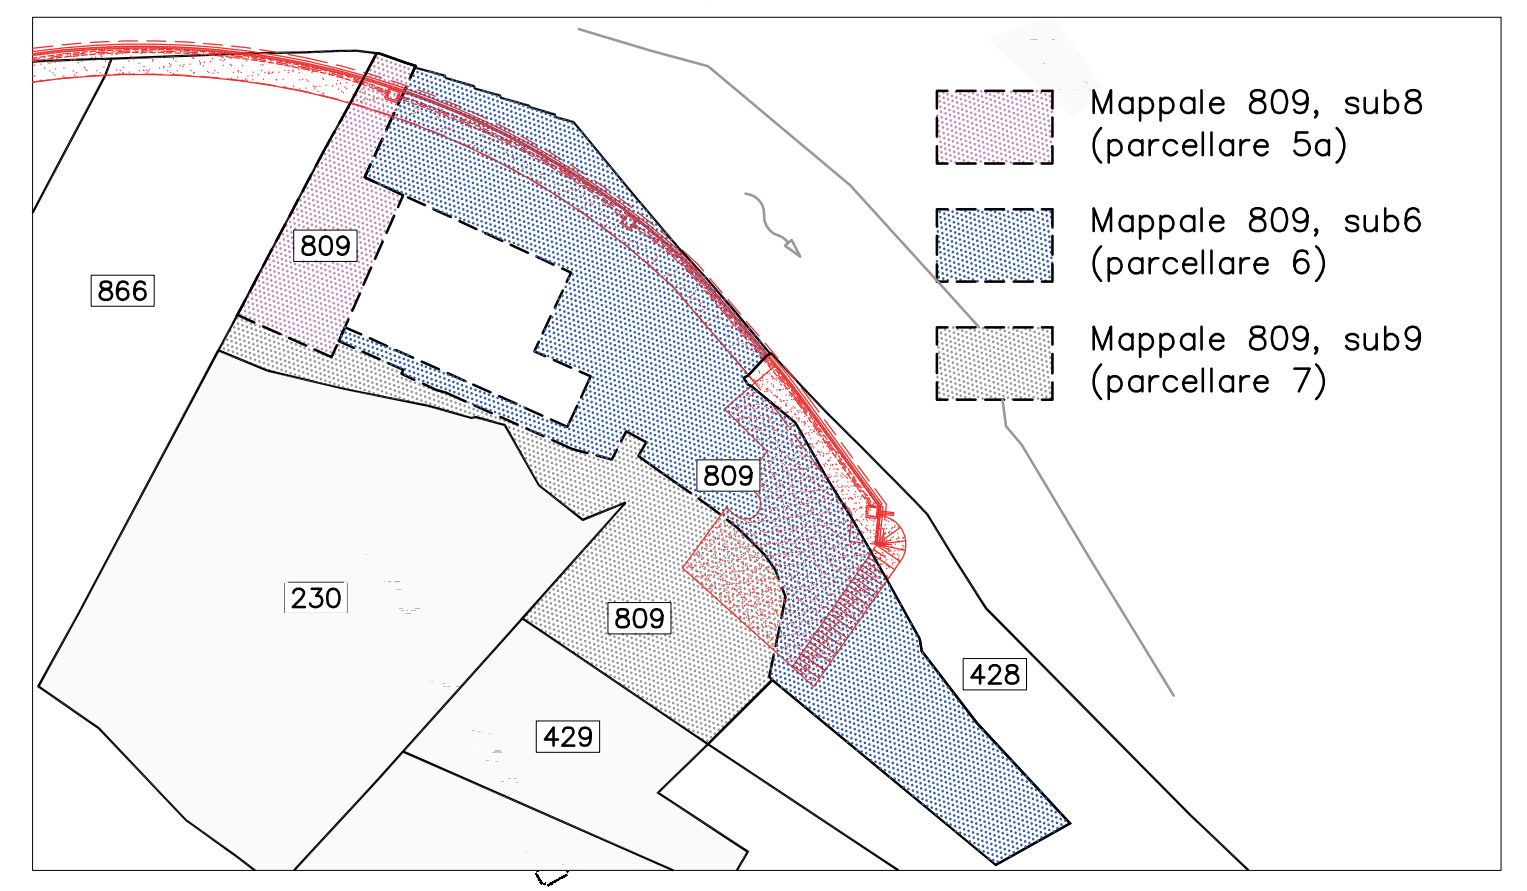 Mappale 809, sub8
(parcellare 5a)
Mappale 809, sub6
(parcellare 6)
Mappale 809, sub9
(parcellare 7)
809
866
809
230
809
428
429